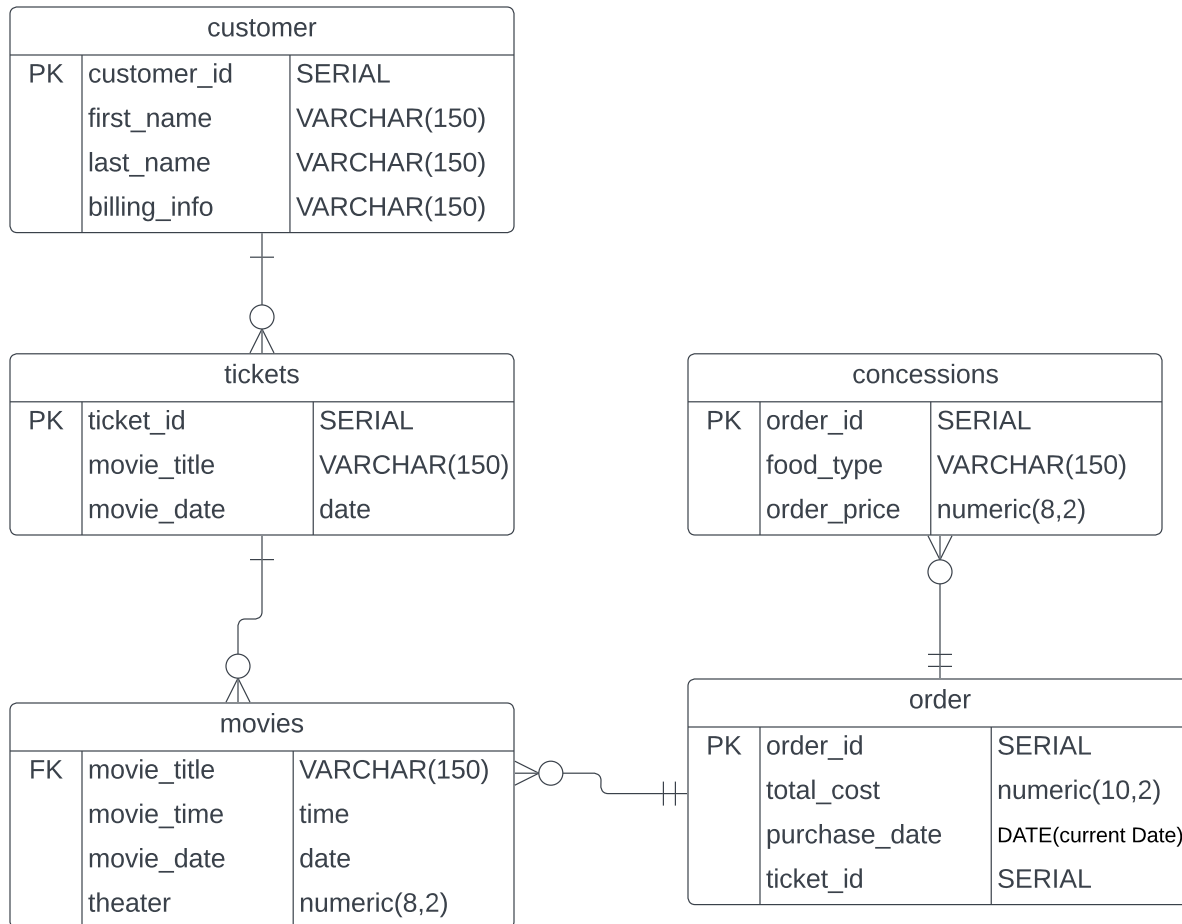 customer
PK customer_id SERIAL
first_name VARCHAR(150)
last_name VARCHAR(150)
billing_info VARCHAR(150)
tickets
PK ticket_id SERIAL
movie_title VARCHAR(150)
movie_date date
concessions
PK order_id SERIAL
food_type VARCHAR(150)
order_price numeric(8,2)
movies
FK movie_title VARCHAR(150)
movie_time time
movie_date date
theater numeric(8,2)
order
PK order_id SERIAL
total_cost numeric(10,2)
purchase_date DATE(current Date)
ticket_id SERIAL